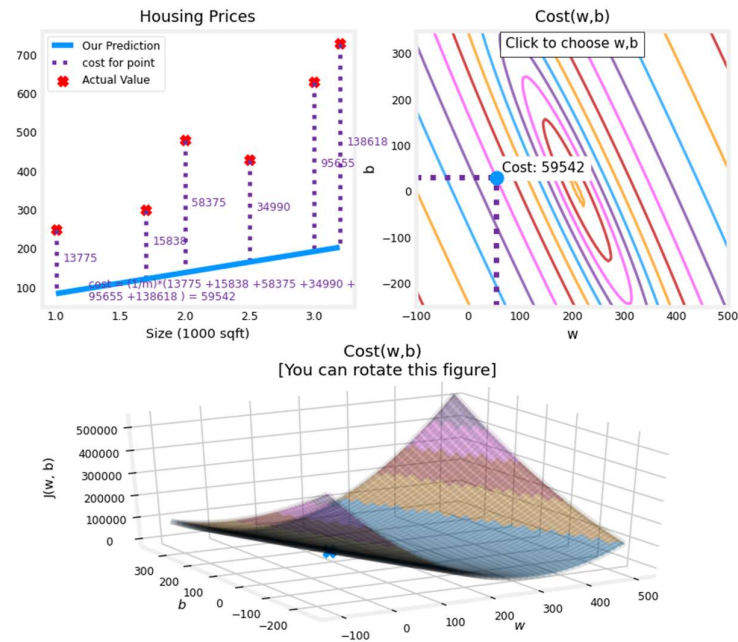 Housing Prices
Our Prediction
cost for point
Actual Value
700
600
500
400
300
200
100
13775
15838
58375
34990
95655
138618
cost = (1/m)*(13775 +15838 +58375 +34990 +
95655 +138618 ) = 59542
1.0 1.5 2.0 2.5 3.0
Size (1000 sqft)
Cost(w,b)
Click to choose w,b
300
200
100
0
−100
−200
b
Cost: 59542
−100 0 100 200 300 400 500
w
Cost(w,b)
[You can rotate this figure]
500000
400000
300000
200000
100000
0
J(w, b)
300
200
100
0
−100
−200
b
−100
0
100
200
300
400
500
w